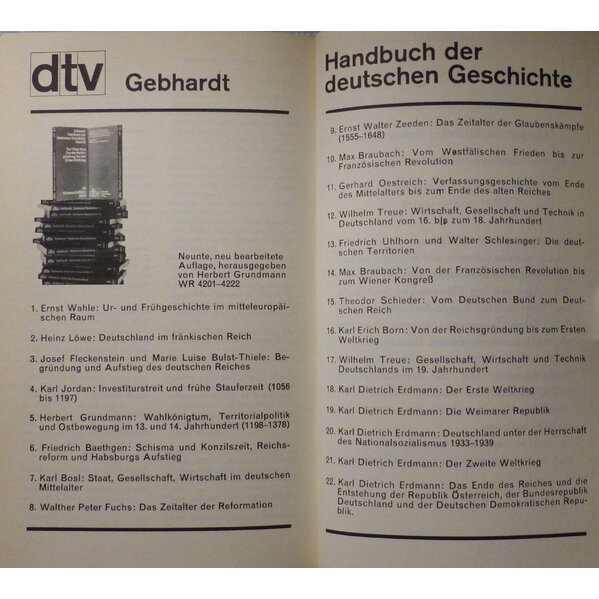 dtv Gebhardt
Neunte, neu bearbeitete
Auflage, herausgegeben
von Herbert Grundmann
WR 4201–4222
1. Ernst Wahle: Ur- und Frühgeschichte im mitteleuropäi-
schen Raum
2. Heinz Löwe: Deutschland im fränkischen Reich
3. Josef Fleckenstein und Marie Luise Bulst-Thiele: Be-
gründung und Aufstieg des deutschen Reiches
4. Karl Jordan: Investiturstreit und frühe Stauferzeit (1056
bis 1197)
5. Herbert Grundmann: Wahlkönigtum, Territorialpolitik
und Ostbewegung im 13. und 14. Jahrhundert (1198–1378)
6. Friedrich Baethgen: Schisma und Konzilszeit, Reichs-
reform und Habsburgs Aufstieg
7. Karl Bosl: Staat, Gesellschaft, Wirtschaft im deutschen
Mittelalter
8. Walther Peter Fuchs: Das Zeitalter der Reformation
Handbuch der
deutschen Geschichte
9. Ernst Walter Zeeden: Das Zeitalter der Glaubenskämpfe
(1555–1648)
10. Max Braubach: Vom Westfälischen Frieden bis zur
Französischen Revolution
11. Gerhard Oestreich: Verfassungsgeschichte vom Ende
des Mittelalters bis zum Ende des alten Reiches
12. Wilhelm Treue: Wirtschaft, Gesellschaft und Technik in
Deutschland vom 16. bis zum 18. Jahrhundert
13. Friedrich Uhlhorn und Walter Schlesinger: Die deut-
schen Territorien
14. Max Braubach: Von der Französischen Revolution bis
zum Wiener Kongreß
15. Theodor Schieder: Vom Deutschen Bund zum Deut-
schen Reich
16. Karl Erich Born: Von der Reichsgründung bis zum Ersten
Weltkrieg
17. Wilhelm Treue: Gesellschaft, Wirtschaft und Technik
Deutschlands im 19. Jahrhundert
18. Karl Dietrich Erdmann: Der Erste Weltkrieg
19. Karl Dietrich Erdmann: Die Weimarer Republik
20. Karl Dietrich Erdmann: Deutschland unter der Herrschaft
des Nationalsozialismus 1933–1939
21. Karl Dietrich Erdmann: Der Zweite Weltkrieg
22. Karl Dietrich Erdmann: Das Ende des Reiches und die
Entstehung der Republik Österreich, der Bundesrepublik
Deutschland und der Deutschen Demokratischen Repu-
blik.